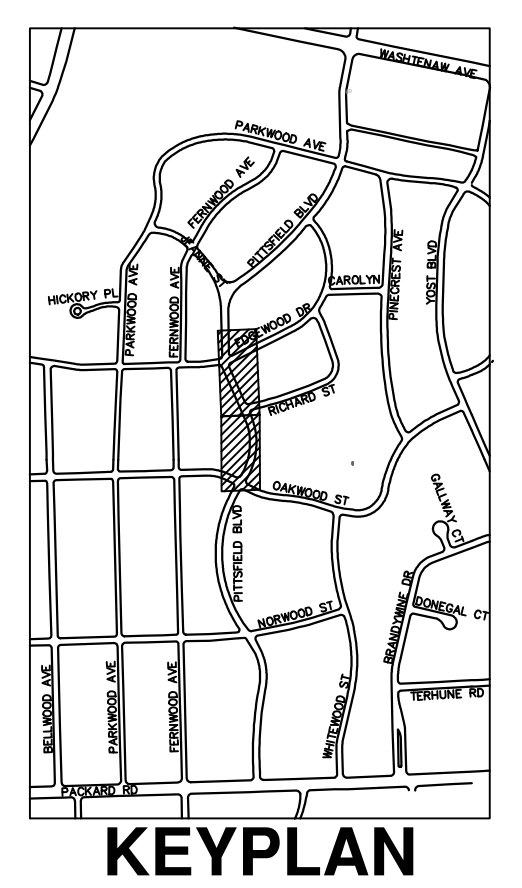 WASHTENAW AVE
PARKWOOD AVE
FERNWOOD AVE
PITTSFIELD BLVD
JEANNE ST
CAROLYN
PINECREST AVE
YOST BLVD
HICKORY PL
PARKWOOD AVE
FERNWOOD AVE
EDGEWOOD DR
RICHARD ST
OAKWOOD ST
GALLWAY CT
PITTSFIELD BLVD
BRANDYWINE DR
DONEGAL CT
NORWOOD ST
BELLWOOD AVE
PARKWOOD AVE
FERNWOOD AVE
WHITEWOOD ST
TERHUNE RD
PACKARD RD
KEYPLAN